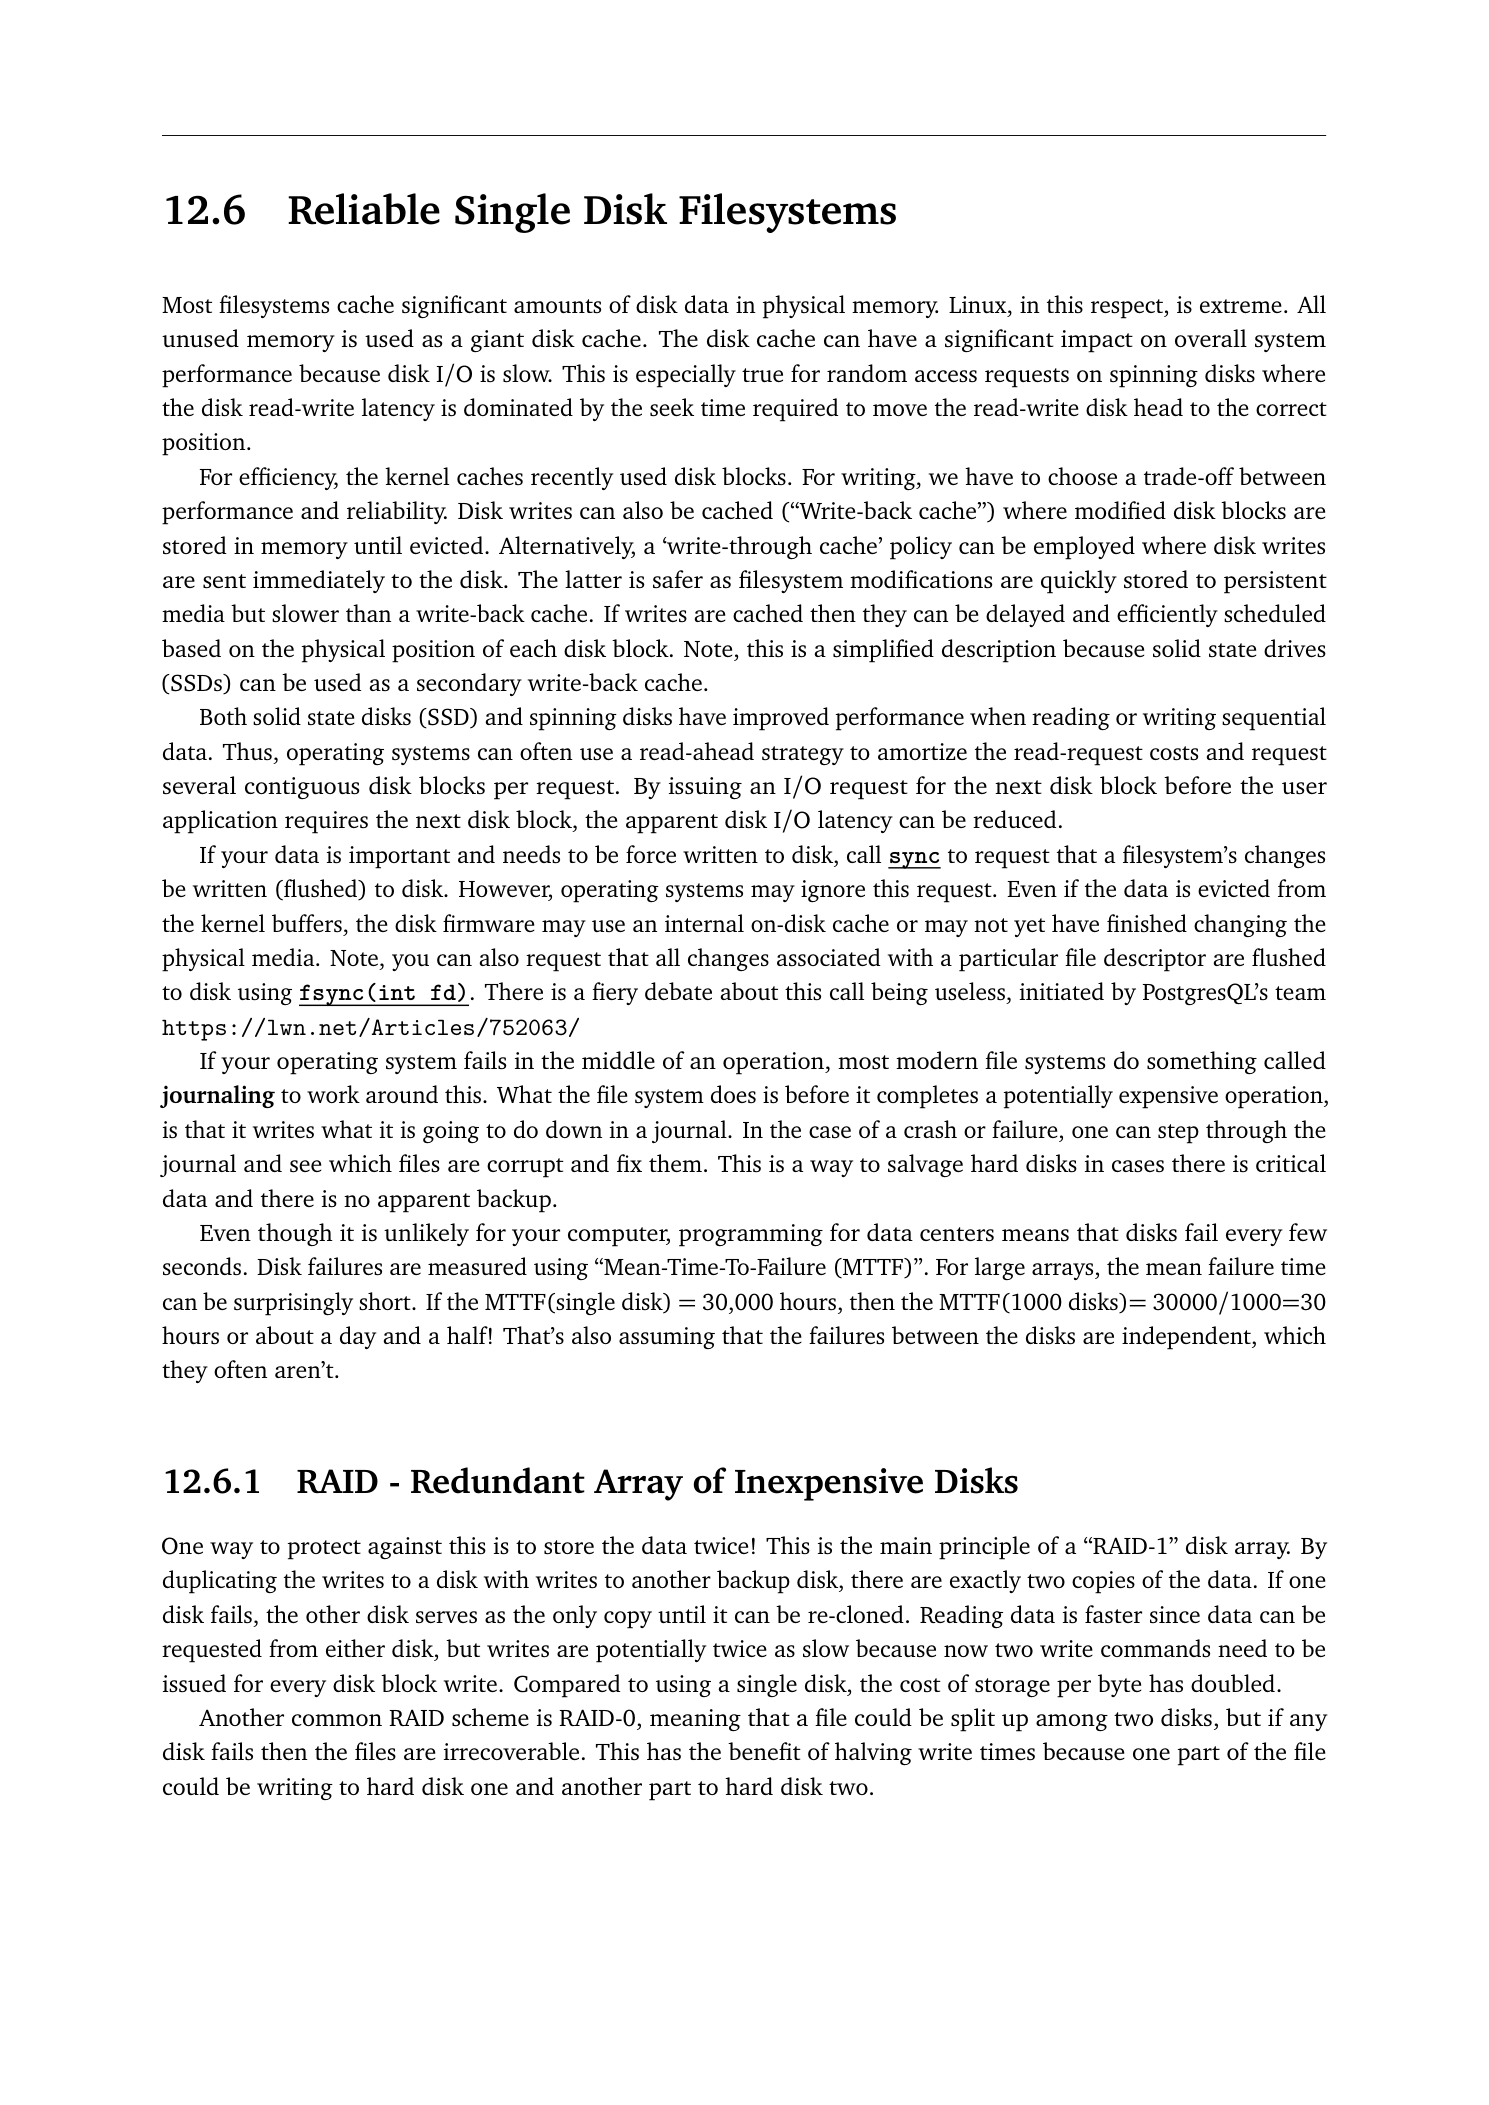 12.6 Reliable Single Disk Filesystems
Most filesystems cache significant amounts of disk data in physical memory. Linux, in this respect, is extreme. All
unused memory is used as a giant disk cache. The disk cache can have a significant impact on overall system
performance because disk I/O is slow. This is especially true for random access requests on spinning disks where
the disk read-write latency is dominated by the seek time required to move the read-write disk head to the correct
position.
For efficiency, the kernel caches recently used disk blocks. For writing, we have to choose a trade-off between
performance and reliability. Disk writes can also be cached (“Write-back cache”) where modified disk blocks are
stored in memory until evicted. Alternatively, a ‘write-through cache’ policy can be employed where disk writes
are sent immediately to the disk. The latter is safer as filesystem modifications are quickly stored to persistent
media but slower than a write-back cache. If writes are cached then they can be delayed and efficiently scheduled
based on the physical position of each disk block. Note, this is a simplified description because solid state drives
(SSDs) can be used as a secondary write-back cache.
Both solid state disks (SSD) and spinning disks have improved performance when reading or writing sequential
data. Thus, operating systems can often use a read-ahead strategy to amortize the read-request costs and request
several contiguous disk blocks per request. By issuing an I/O request for the next disk block before the user
application requires the next disk block, the apparent disk I/O latency can be reduced.
If your data is important and needs to be force written to disk, call sync to request that a filesystem’s changes
be written (flushed) to disk. However, operating systems may ignore this request. Even if the data is evicted from
the kernel buffers, the disk firmware may use an internal on-disk cache or may not yet have finished changing the
physical media. Note, you can also request that all changes associated with a particular file descriptor are flushed
to disk using fsync(int fd). There is a fiery debate about this call being useless, initiated by PostgresQL’s team
https://lwn.net/Articles/752063/
If your operating system fails in the middle of an operation, most modern file systems do something called
journaling to work around this. What the file system does is before it completes a potentially expensive operation,
is that it writes what it is going to do down in a journal. In the case of a crash or failure, one can step through the
journal and see which files are corrupt and fix them. This is a way to salvage hard disks in cases there is critical
data and there is no apparent backup.
Even though it is unlikely for your computer, programming for data centers means that disks fail every few
seconds. Disk failures are measured using “Mean-Time-To-Failure (MTTF)”. For large arrays, the mean failure time
can be surprisingly short. If the MTTF(single disk) = 30,000 hours, then the MTTF(1000 disks)= 30000/1000=30
hours or about a day and a half! That’s also assuming that the failures between the disks are independent, which
they often aren’t.
12.6.1 RAID - Redundant Array of Inexpensive Disks
One way to protect against this is to store the data twice! This is the main principle of a “RAID-1” disk array. By
duplicating the writes to a disk with writes to another backup disk, there are exactly two copies of the data. If one
disk fails, the other disk serves as the only copy until it can be re-cloned. Reading data is faster since data can be
requested from either disk, but writes are potentially twice as slow because now two write commands need to be
issued for every disk block write. Compared to using a single disk, the cost of storage per byte has doubled.
Another common RAID scheme is RAID-0, meaning that a file could be split up among two disks, but if any
disk fails then the files are irrecoverable. This has the benefit of halving write times because one part of the file
could be writing to hard disk one and another part to hard disk two.